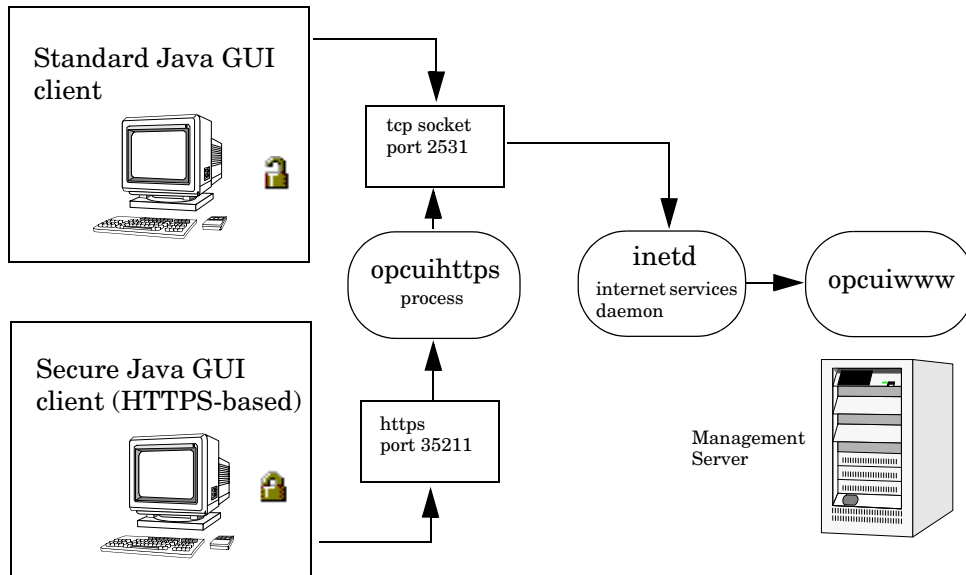 Standard Java GUI
client
tcp socket
port 2531
opcuihttps
process
inetd
internet services
daemon
opcuiwww
Secure Java GUI
client (HTTPS-based)
https
port 35211
Management
Server